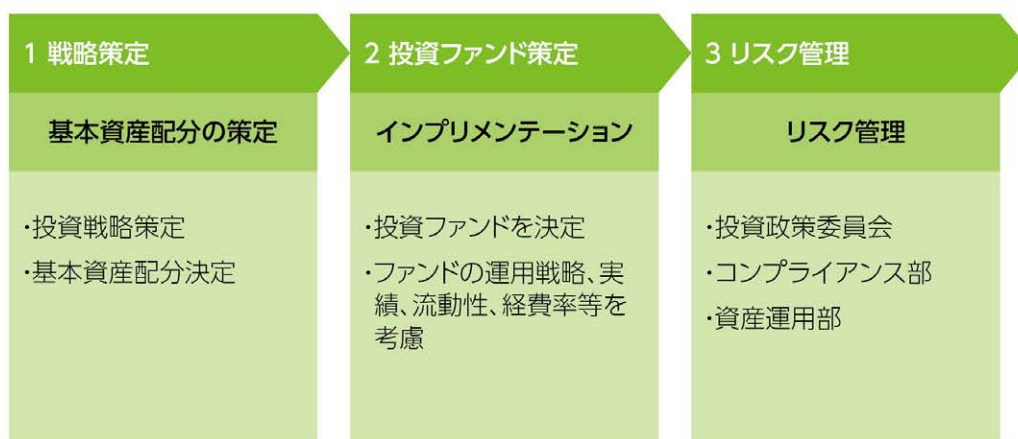 1 戦略策定
基本資産配分の策定
・投資戦略策定
・基本資産配分決定
2 投資ファンド策定
インプリメンテーション
・投資ファンドを決定
・ファンドの運用戦略、実
績、流動性、経費率等を
考慮
3 リスク管理
リスク管理
・投資政策委員会
・コンプライアンス部
・資産運用部